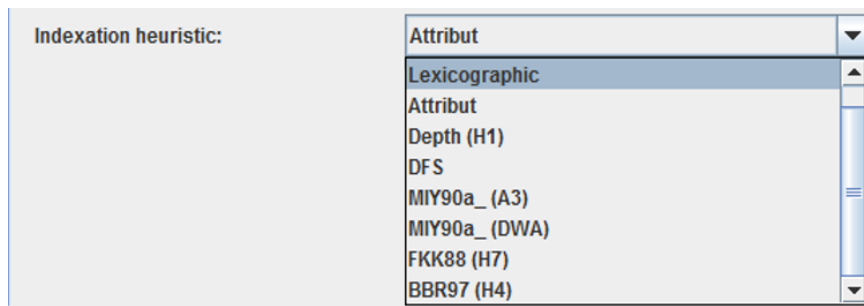 Indexation heuristic: Attribut
Lexicographic
Attribut
Depth (H1)
DFS
MIY90a_ (A3)
MIY90a_ (DWA)
FKK88 (H7)
BBR97 (H4)